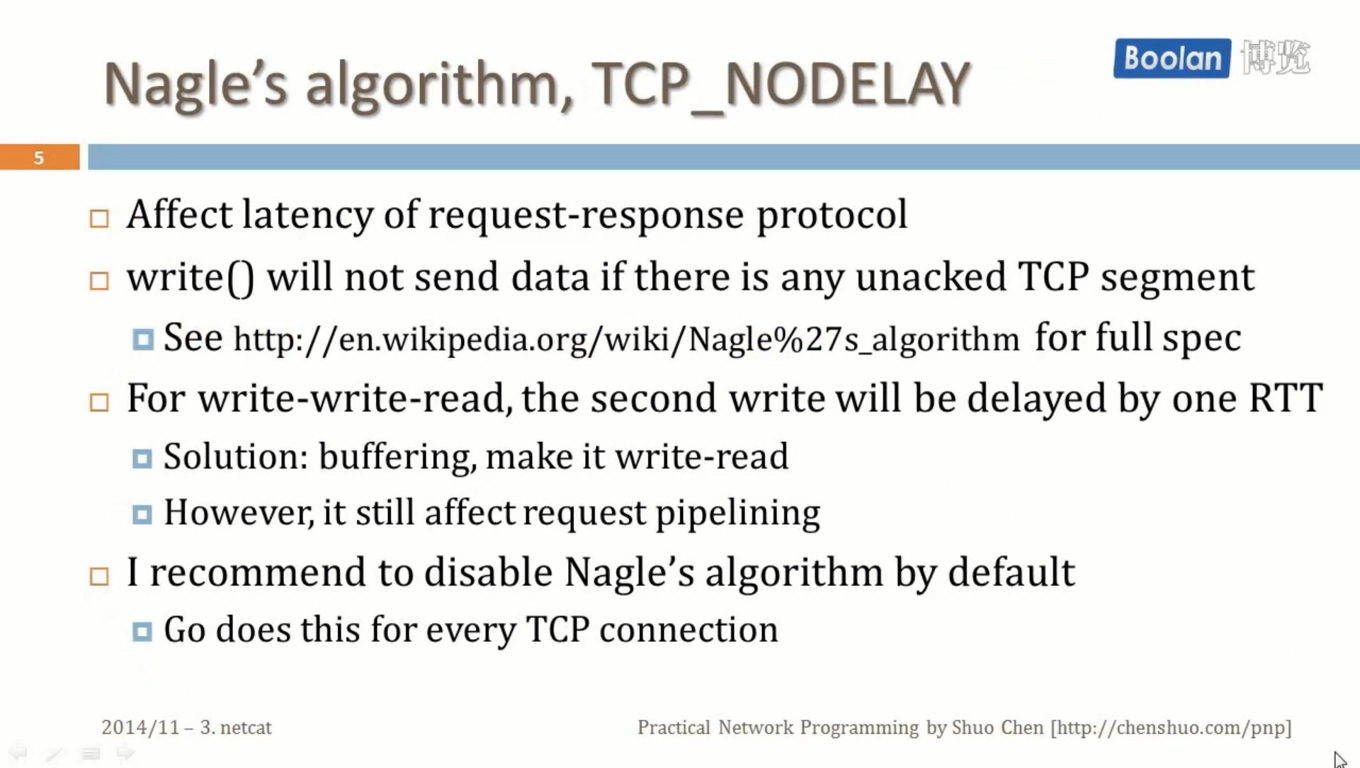 Nagle’s algorithm, TCP_NODELAY
Boolan 博览
5
Affect latency of request-response protocol
write() will not send data if there is any unacked TCP segment
See http://en.wikipedia.org/wiki/Nagle%27s_algorithm for full spec
For write-write-read, the second write will be delayed by one RTT
Solution: buffering, make it write-read
However, it still affect request pipelining
I recommend to disable Nagle’s algorithm by default
Go does this for every TCP connection
2014/11 – 3. netcat
Practical Network Programming by Shuo Chen [http://chenshuo.com/pnp]